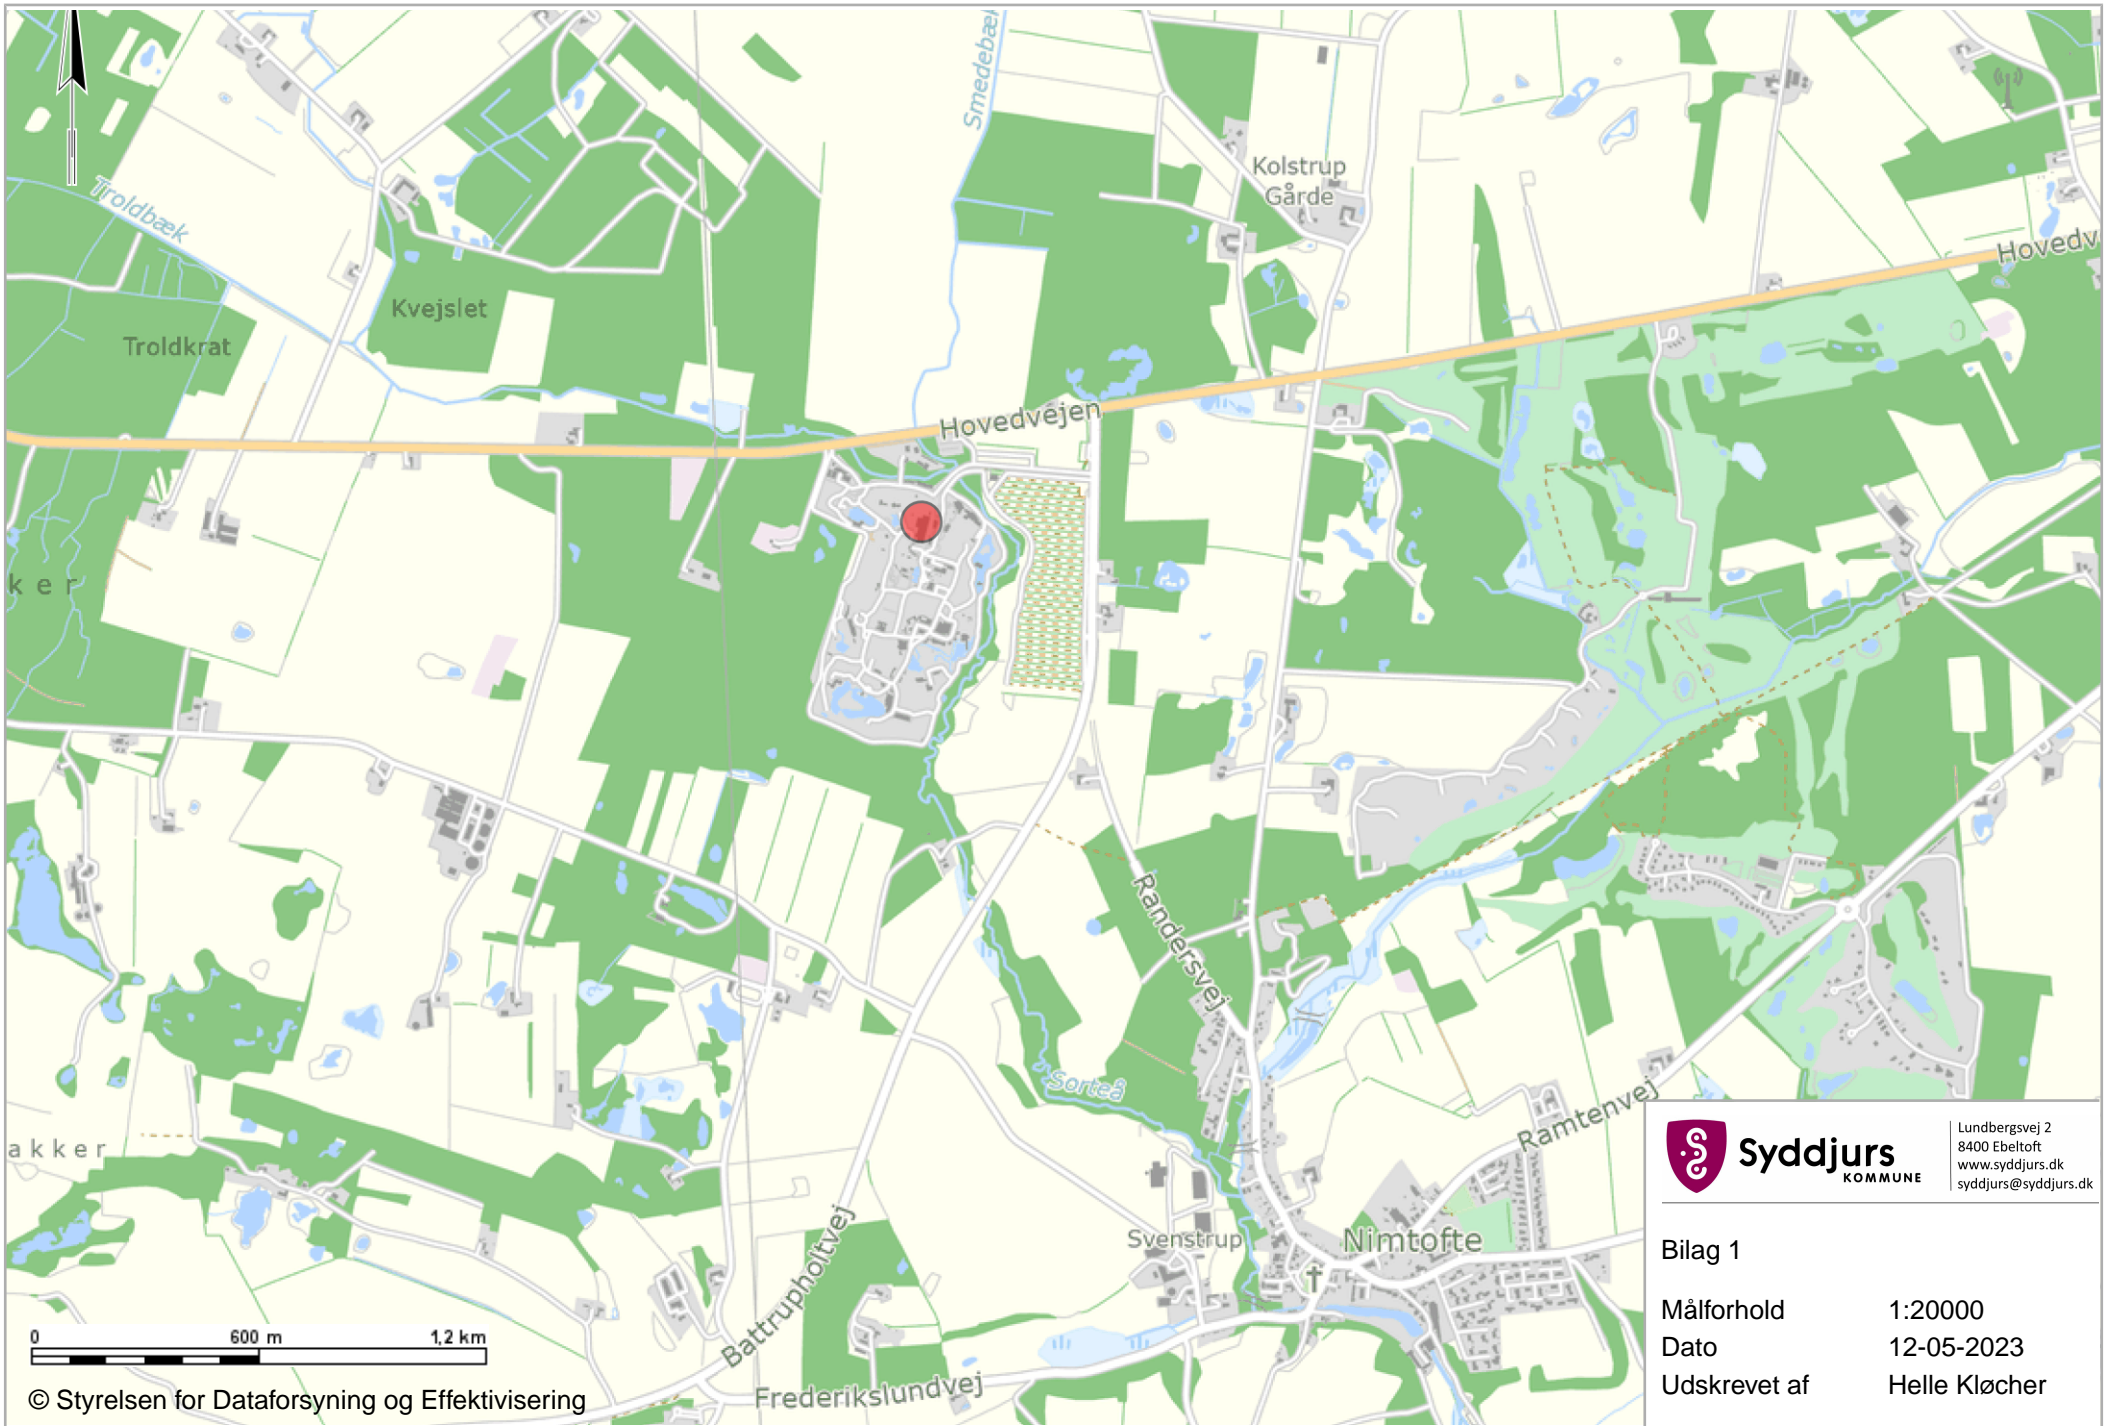 Smedebæk
Kolstrup
Gårde
Troldbæk
Hovedv
Kvejslet
Troldkrat
Hovedvejen
ker
Randersvej
Sorteå
Ramtenvej
akker
Svenstrup
Nimtofte
Battrupholtvej
Frederikslundvej
0 600 m 1,2 km
© Styrelsen for Dataforsyning og Effektivisering
Syddjurs
KOMMUNE
Lundbergsvej 2
8400 Ebeltoft
www.syddjurs.dk
syddjurs@syddjurs.dk
Bilag 1
Målforhold 1:20000
Dato 12-05-2023
Udskrevet af Helle Kløcher